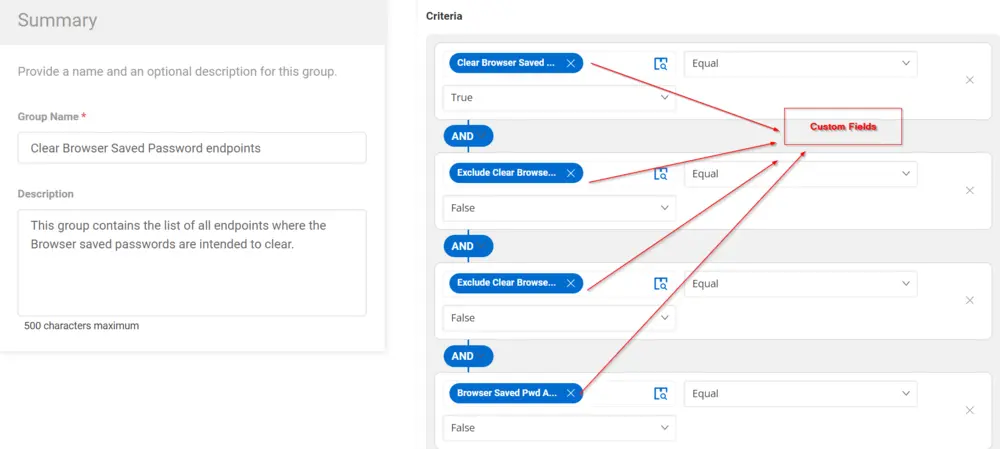 Summary
Provide a name and an optional description for this group.
Group Name *
Clear Browser Saved Password endpoints
Description
This group contains the list of all endpoints where the
Browser saved passwords are intended to clear.
500 characters maximum
Criteria
Clear Browser Saved ...
Equal
True
Custom Fields
AND
Exclude Clear Browse...
Equal
False
AND
Exclude Clear Browse...
Equal
False
AND
Browser Saved Pwd A...
Equal
False